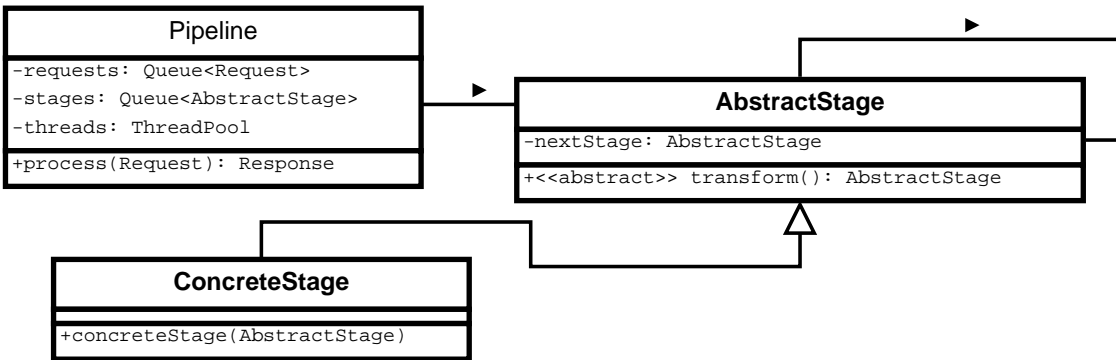 Pipeline
-requests: Queue<Request>
-stages: Queue<AbstractStage>
-threads: ThreadPool
+process(Request): Response
AbstractStage
-nextStage: AbstractStage
+<<abstract>> transform(): AbstractStage
ConcreteStage
+concreteStage(AbstractStage)